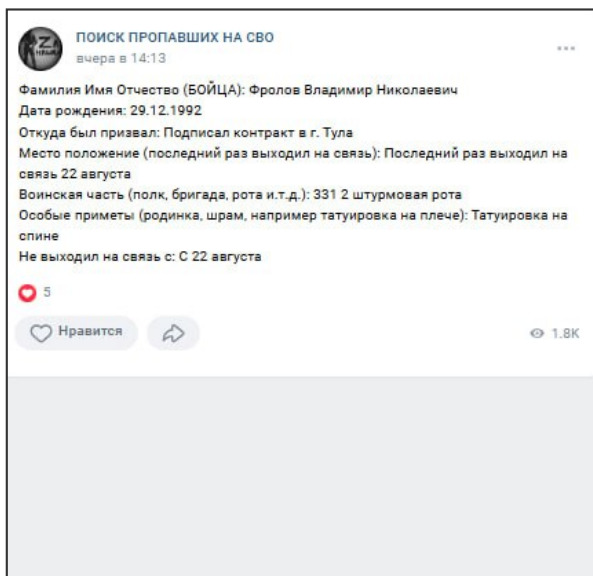 ПОИСК ПРОПАВШИХ НА СВО
вчера в 14:13
Фамилия Имя Отчество (БОЙЦА): Фролов Владимир Николаевич
Дата рождения: 29.12.1992
Откуда был призвал: Подписал контракт в г. Тула
Место положение (последний раз выходил на связь): Последний раз выходил на
связь 22 августа
Воинская часть (полк, бригада, рота и.т.д.): 331 2 штурмовая рота
Особые приметы (родинка, шрам, например татуировка на плече): Татуировка на
спине
Не выходил на связь с: С 22 августа
5
Нравится
1.8K